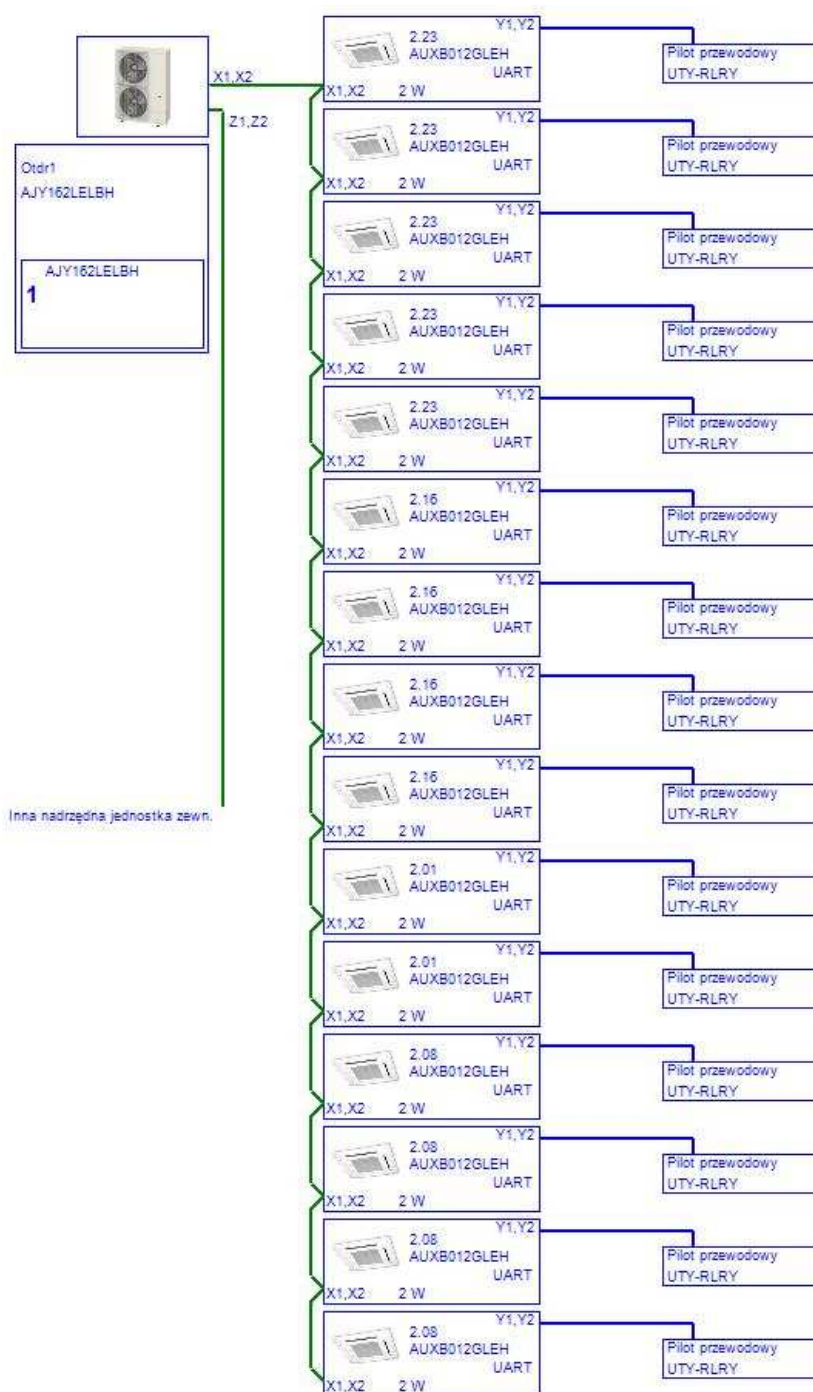 X1,X2
Z1,Z2
Otdr1
AJY162LELBH
AJY162LELBH
1
Inna nadrzędna jednostka zewn.
Y1,Y2
2.23
AUXB012GLEH
UART
X1,X2 2 W
Pilot przewodowy
UTY-RLRY
Y1,Y2
2.23
AUXB012GLEH
UART
X1,X2 2 W
Pilot przewodowy
UTY-RLRY
Y1,Y2
2.23
AUXB012GLEH
UART
X1,X2 2 W
Pilot przewodowy
UTY-RLRY
Y1,Y2
2.23
AUXB012GLEH
UART
X1,X2 2 W
Pilot przewodowy
UTY-RLRY
Y1,Y2
2.23
AUXB012GLEH
UART
X1,X2 2 W
Pilot przewodowy
UTY-RLRY
Y1,Y2
2.16
AUXB012GLEH
UART
X1,X2 2 W
Pilot przewodowy
UTY-RLRY
Y1,Y2
2.16
AUXB012GLEH
UART
X1,X2 2 W
Pilot przewodowy
UTY-RLRY
Y1,Y2
2.16
AUXB012GLEH
UART
X1,X2 2 W
Pilot przewodowy
UTY-RLRY
Y1,Y2
2.16
AUXB012GLEH
UART
X1,X2 2 W
Pilot przewodowy
UTY-RLRY
Y1,Y2
2.01
AUXB012GLEH
UART
X1,X2 2 W
Pilot przewodowy
UTY-RLRY
Y1,Y2
2.01
AUXB012GLEH
UART
X1,X2 2 W
Pilot przewodowy
UTY-RLRY
Y1,Y2
2.08
AUXB012GLEH
UART
X1,X2 2 W
Pilot przewodowy
UTY-RLRY
Y1,Y2
2.08
AUXB012GLEH
UART
X1,X2 2 W
Pilot przewodowy
UTY-RLRY
Y1,Y2
2.08
AUXB012GLEH
UART
X1,X2 2 W
Pilot przewodowy
UTY-RLRY
Y1,Y2
2.08
AUXB012GLEH
UART
X1,X2 2 W
Pilot przewodowy
UTY-RLRY